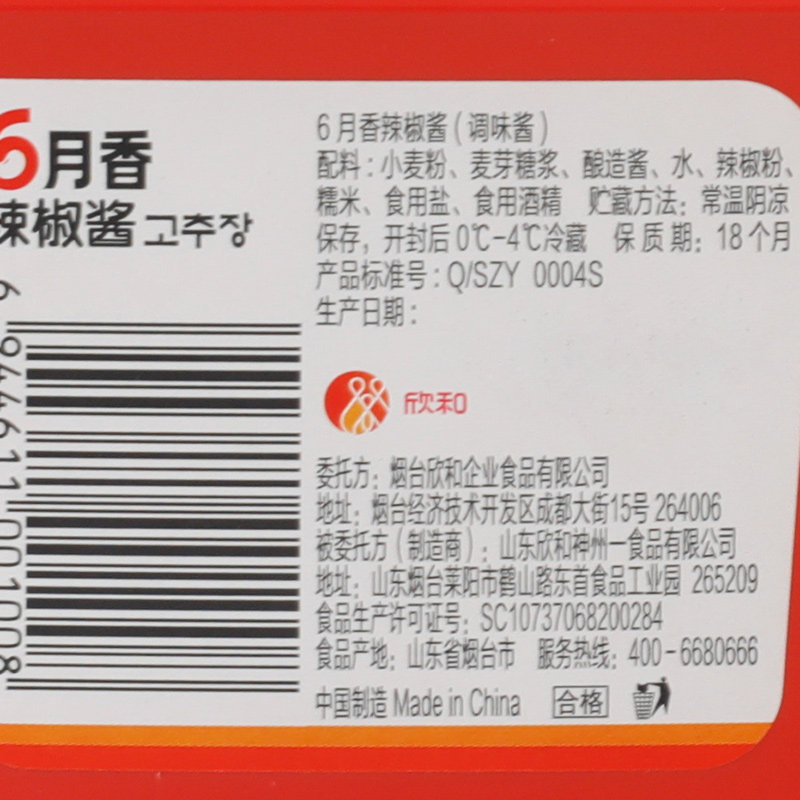 6月香
辣椒酱 고추장
6 944611 001008
6月香辣椒酱(调味酱)
配料:小麦粉、麦芽糖浆、酿造酱、水、辣椒粉、
糯米、食用盐、食用酒精 贮藏方法:常温阴凉
保存,开封后0℃-4℃冷藏 保质期:18个月
产品标准号:Q/SZY 0004S
生产日期:
欣和
委托方:烟台欣和企业食品有限公司
地址:烟台经济技术开发区成都大街15号 264006
被委托方(制造商):山东欣和神州一食品有限公司
地址:山东烟台莱阳市鹤山路东首食品工业园 265209
食品生产许可证号:SC10737068200284
食品产地:山东省烟台市 服务热线:400-6680666
中国制造 Made in China 合格